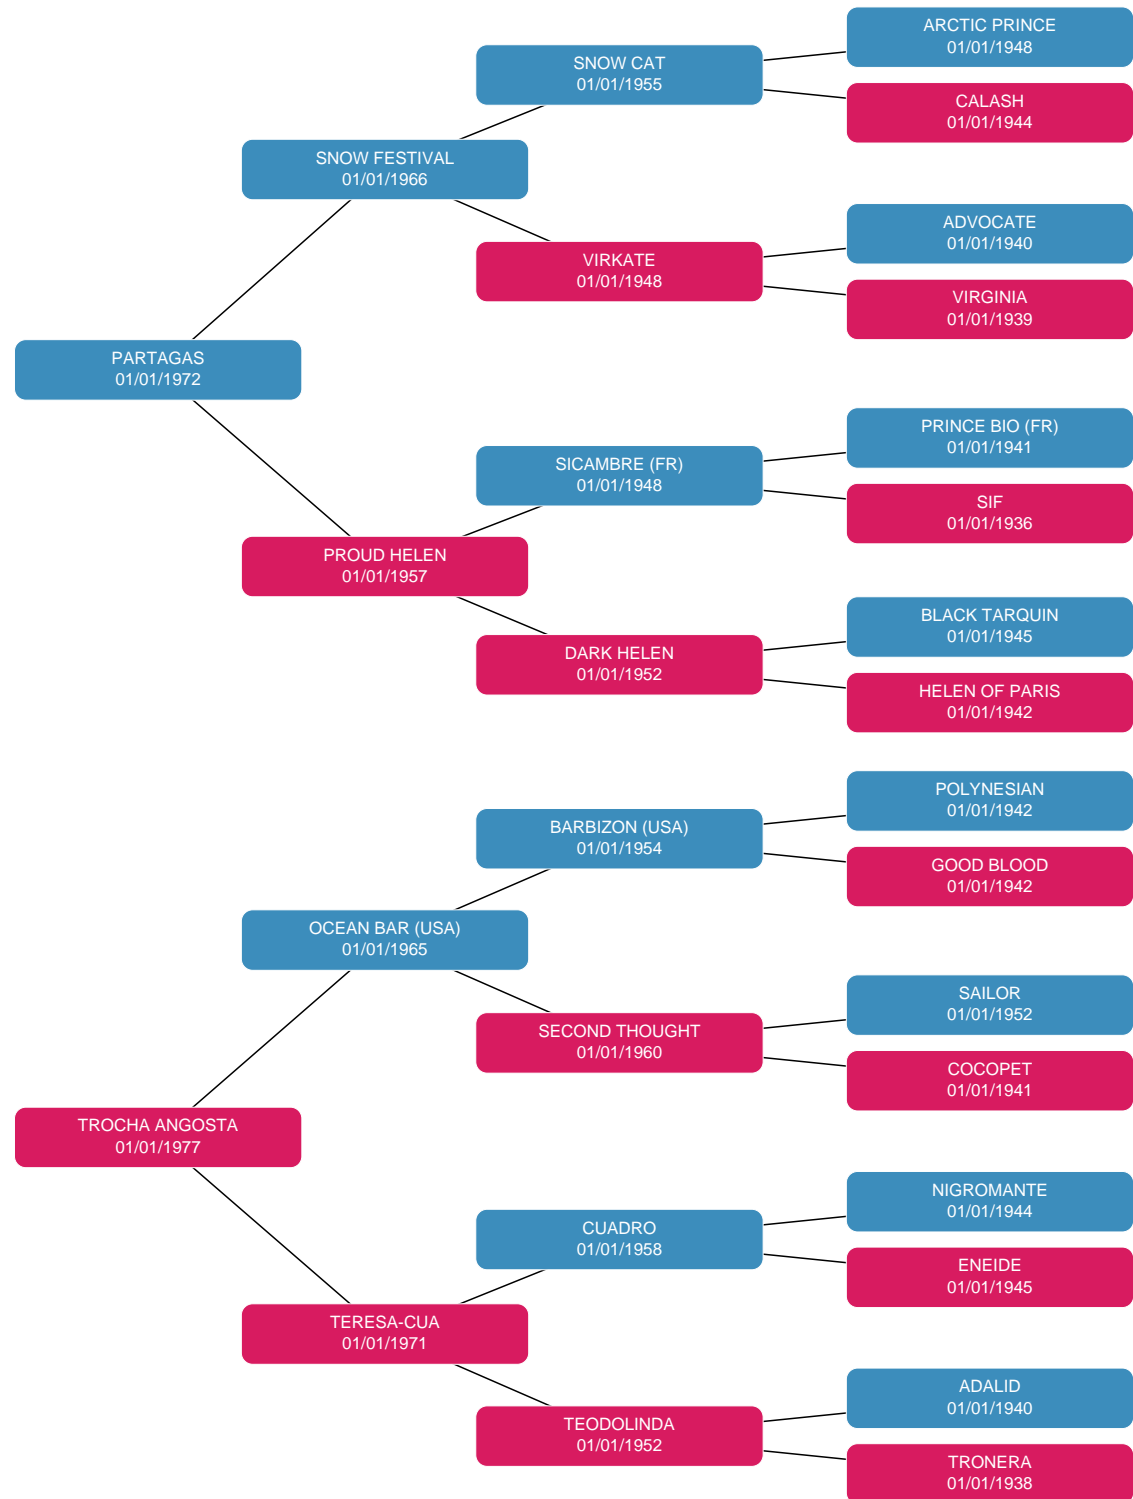 ARCTIC PRINCE
01/01/1948
SNOW CAT
01/01/1955
CALASH
01/01/1944
SNOW FESTIVAL
01/01/1966
ADVOCATE
01/01/1940
VIRKATE
01/01/1948
VIRGINIA
01/01/1939
PARTAGAS
01/01/1972
PRINCE BIO (FR)
01/01/1941
SICAMBRE (FR)
01/01/1948
SIF
01/01/1936
PROUD HELEN
01/01/1957
BLACK TARQUIN
01/01/1945
DARK HELEN
01/01/1952
HELEN OF PARIS
01/01/1942
POLYNESIAN
01/01/1942
BARBIZON (USA)
01/01/1954
GOOD BLOOD
01/01/1942
OCEAN BAR (USA)
01/01/1965
SAILOR
01/01/1952
SECOND THOUGHT
01/01/1960
COCOPET
01/01/1941
TROCHA ANGOSTA
01/01/1977
NIGROMANTE
01/01/1944
CUADRO
01/01/1958
ENEIDE
01/01/1945
TERESA-CUA
01/01/1971
ADALID
01/01/1940
TEODOLINDA
01/01/1952
TRONERA
01/01/1938